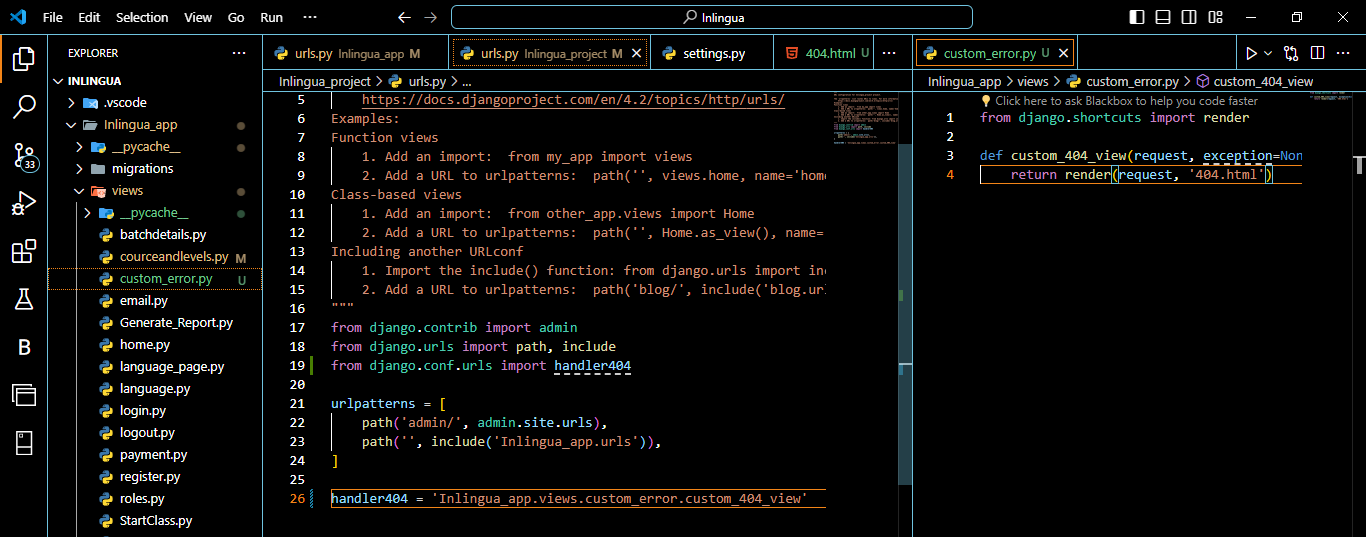 File Edit Selection View Go Run ··· Inlingua
EXPLORER ···
INLINGUA
.vscode
Inlingua_app
__pycache__
migrations
views
__pycache__
batchdetails.py
courceandlevels.py M
custom_error.py U
email.py
Generate_Report.py
home.py
language_page.py
language.py
login.py
logout.py
payment.py
register.py
roles.py
StartClass.py
33
B
urls.py Inlingua_app M
urls.py Inlingua_project M
settings.py
404.html U ···
Inlingua_project > urls.py > ...
5 https://docs.djangoproject.com/en/4.2/topics/http/urls/
6 Examples:
7 Function views
8 1. Add an import:  from my_app import views
9 2. Add a URL to urlpatterns:  path('', views.home, name='hom
10 Class-based views
11 1. Add an import:  from other_app.views import Home
12 2. Add a URL to urlpatterns:  path('', Home.as_view(), name=
13 Including another URLconf
14 1. Import the include() function: from django.urls import inc
15 2. Add a URL to urlpatterns:  path('blog/', include('blog.url
16 """
17 from django.contrib import admin
18 from django.urls import path, include
19 from django.conf.urls import handler404
20
21 urlpatterns = [
22 path('admin/', admin.site.urls),
23 path('', include('Inlingua_app.urls')),
24 ]
25
26 handler404 = 'Inlingua_app.views.custom_error.custom_404_view'
custom_error.py U ···
Inlingua_app > views > custom_error.py > custom_404_view
Click here to ask Blackbox to help you code faster
1 from django.shortcuts import render
2
3 def custom_404_view(request, exception=Non
4 return render(request, '404.html')